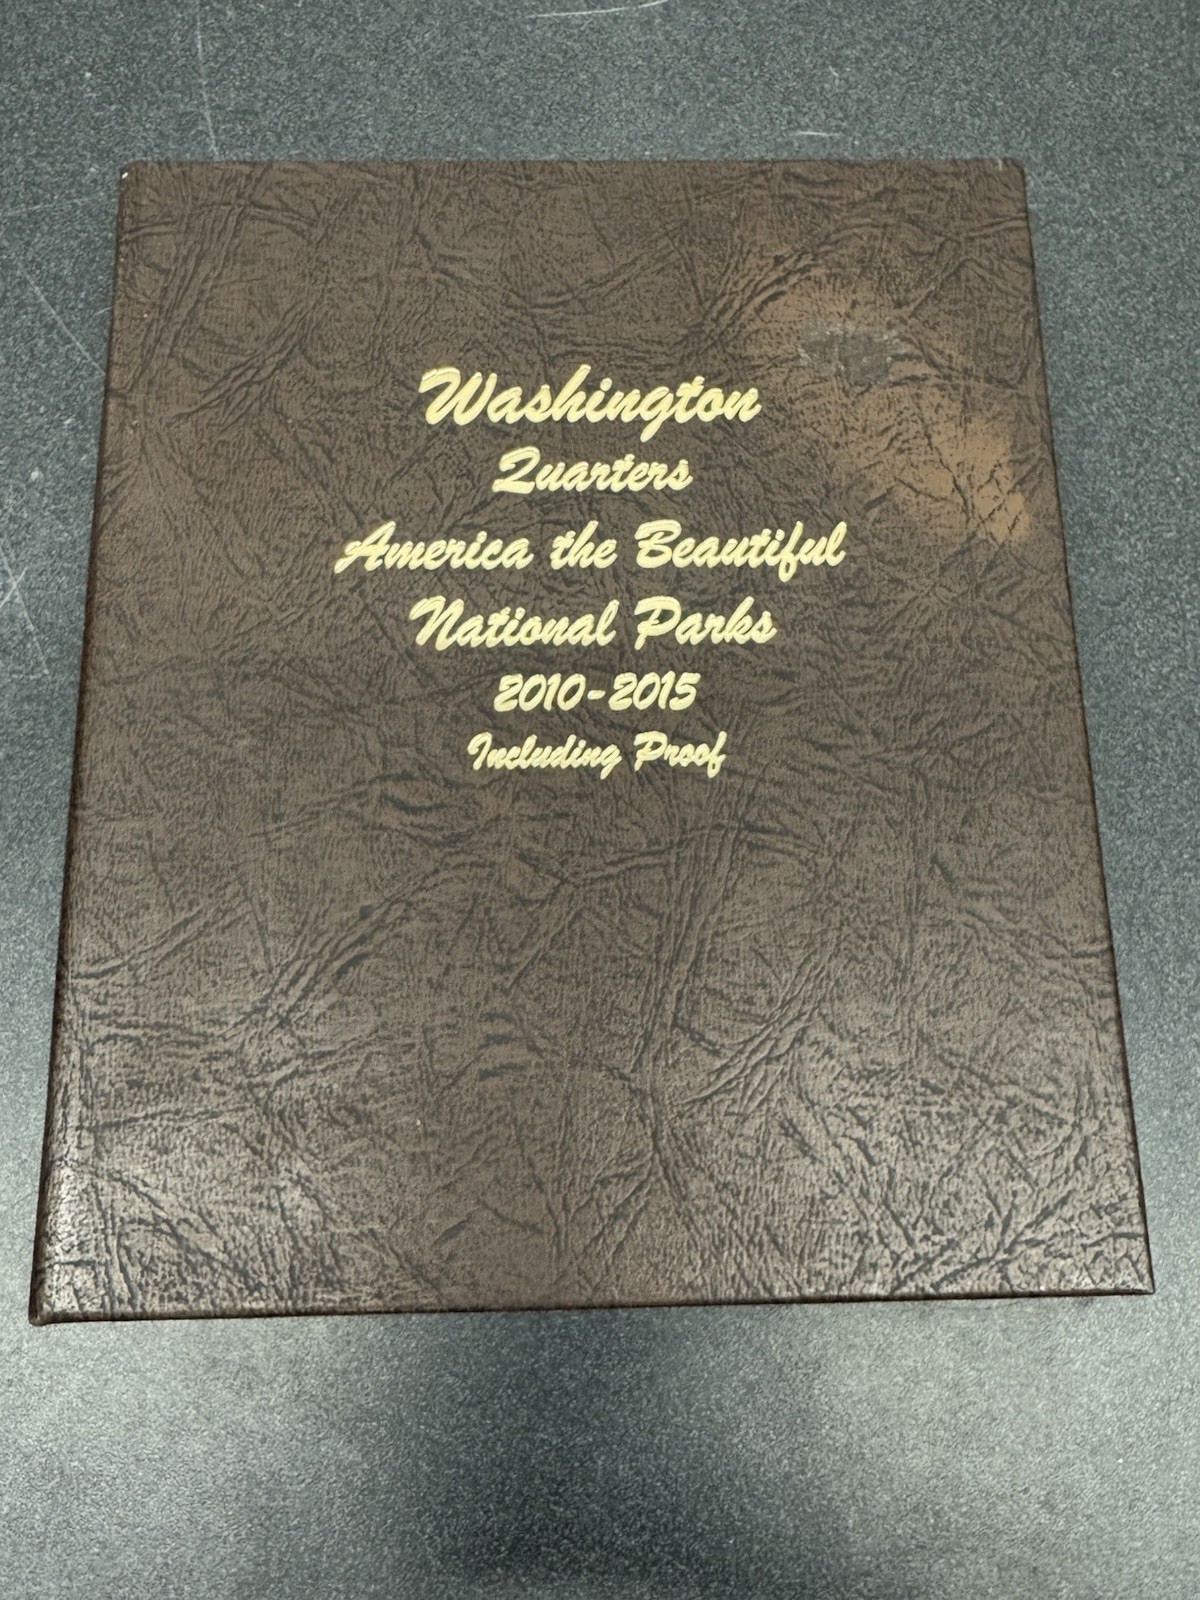 Washington
Quarters
America the Beautiful
National Parks
2010-2015
Including Proof